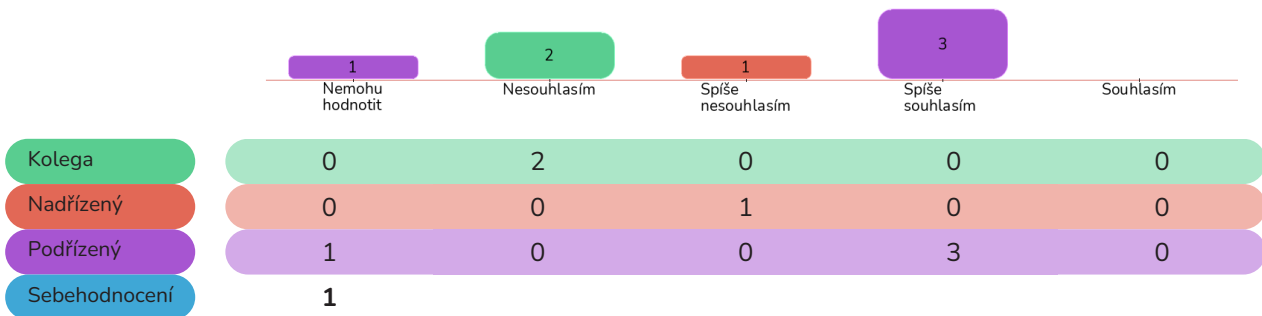 1
2
1
3
Nemohu
hodnotit
Nesouhlasím
Spíše
nesouhlasím
Spíše
souhlasím
Souhlasím
Kolega 0 2 0 0 0
Nadřízený 0 0 1 0 0
Podřízený 1 0 0 3 0
Sebehodnocení 1